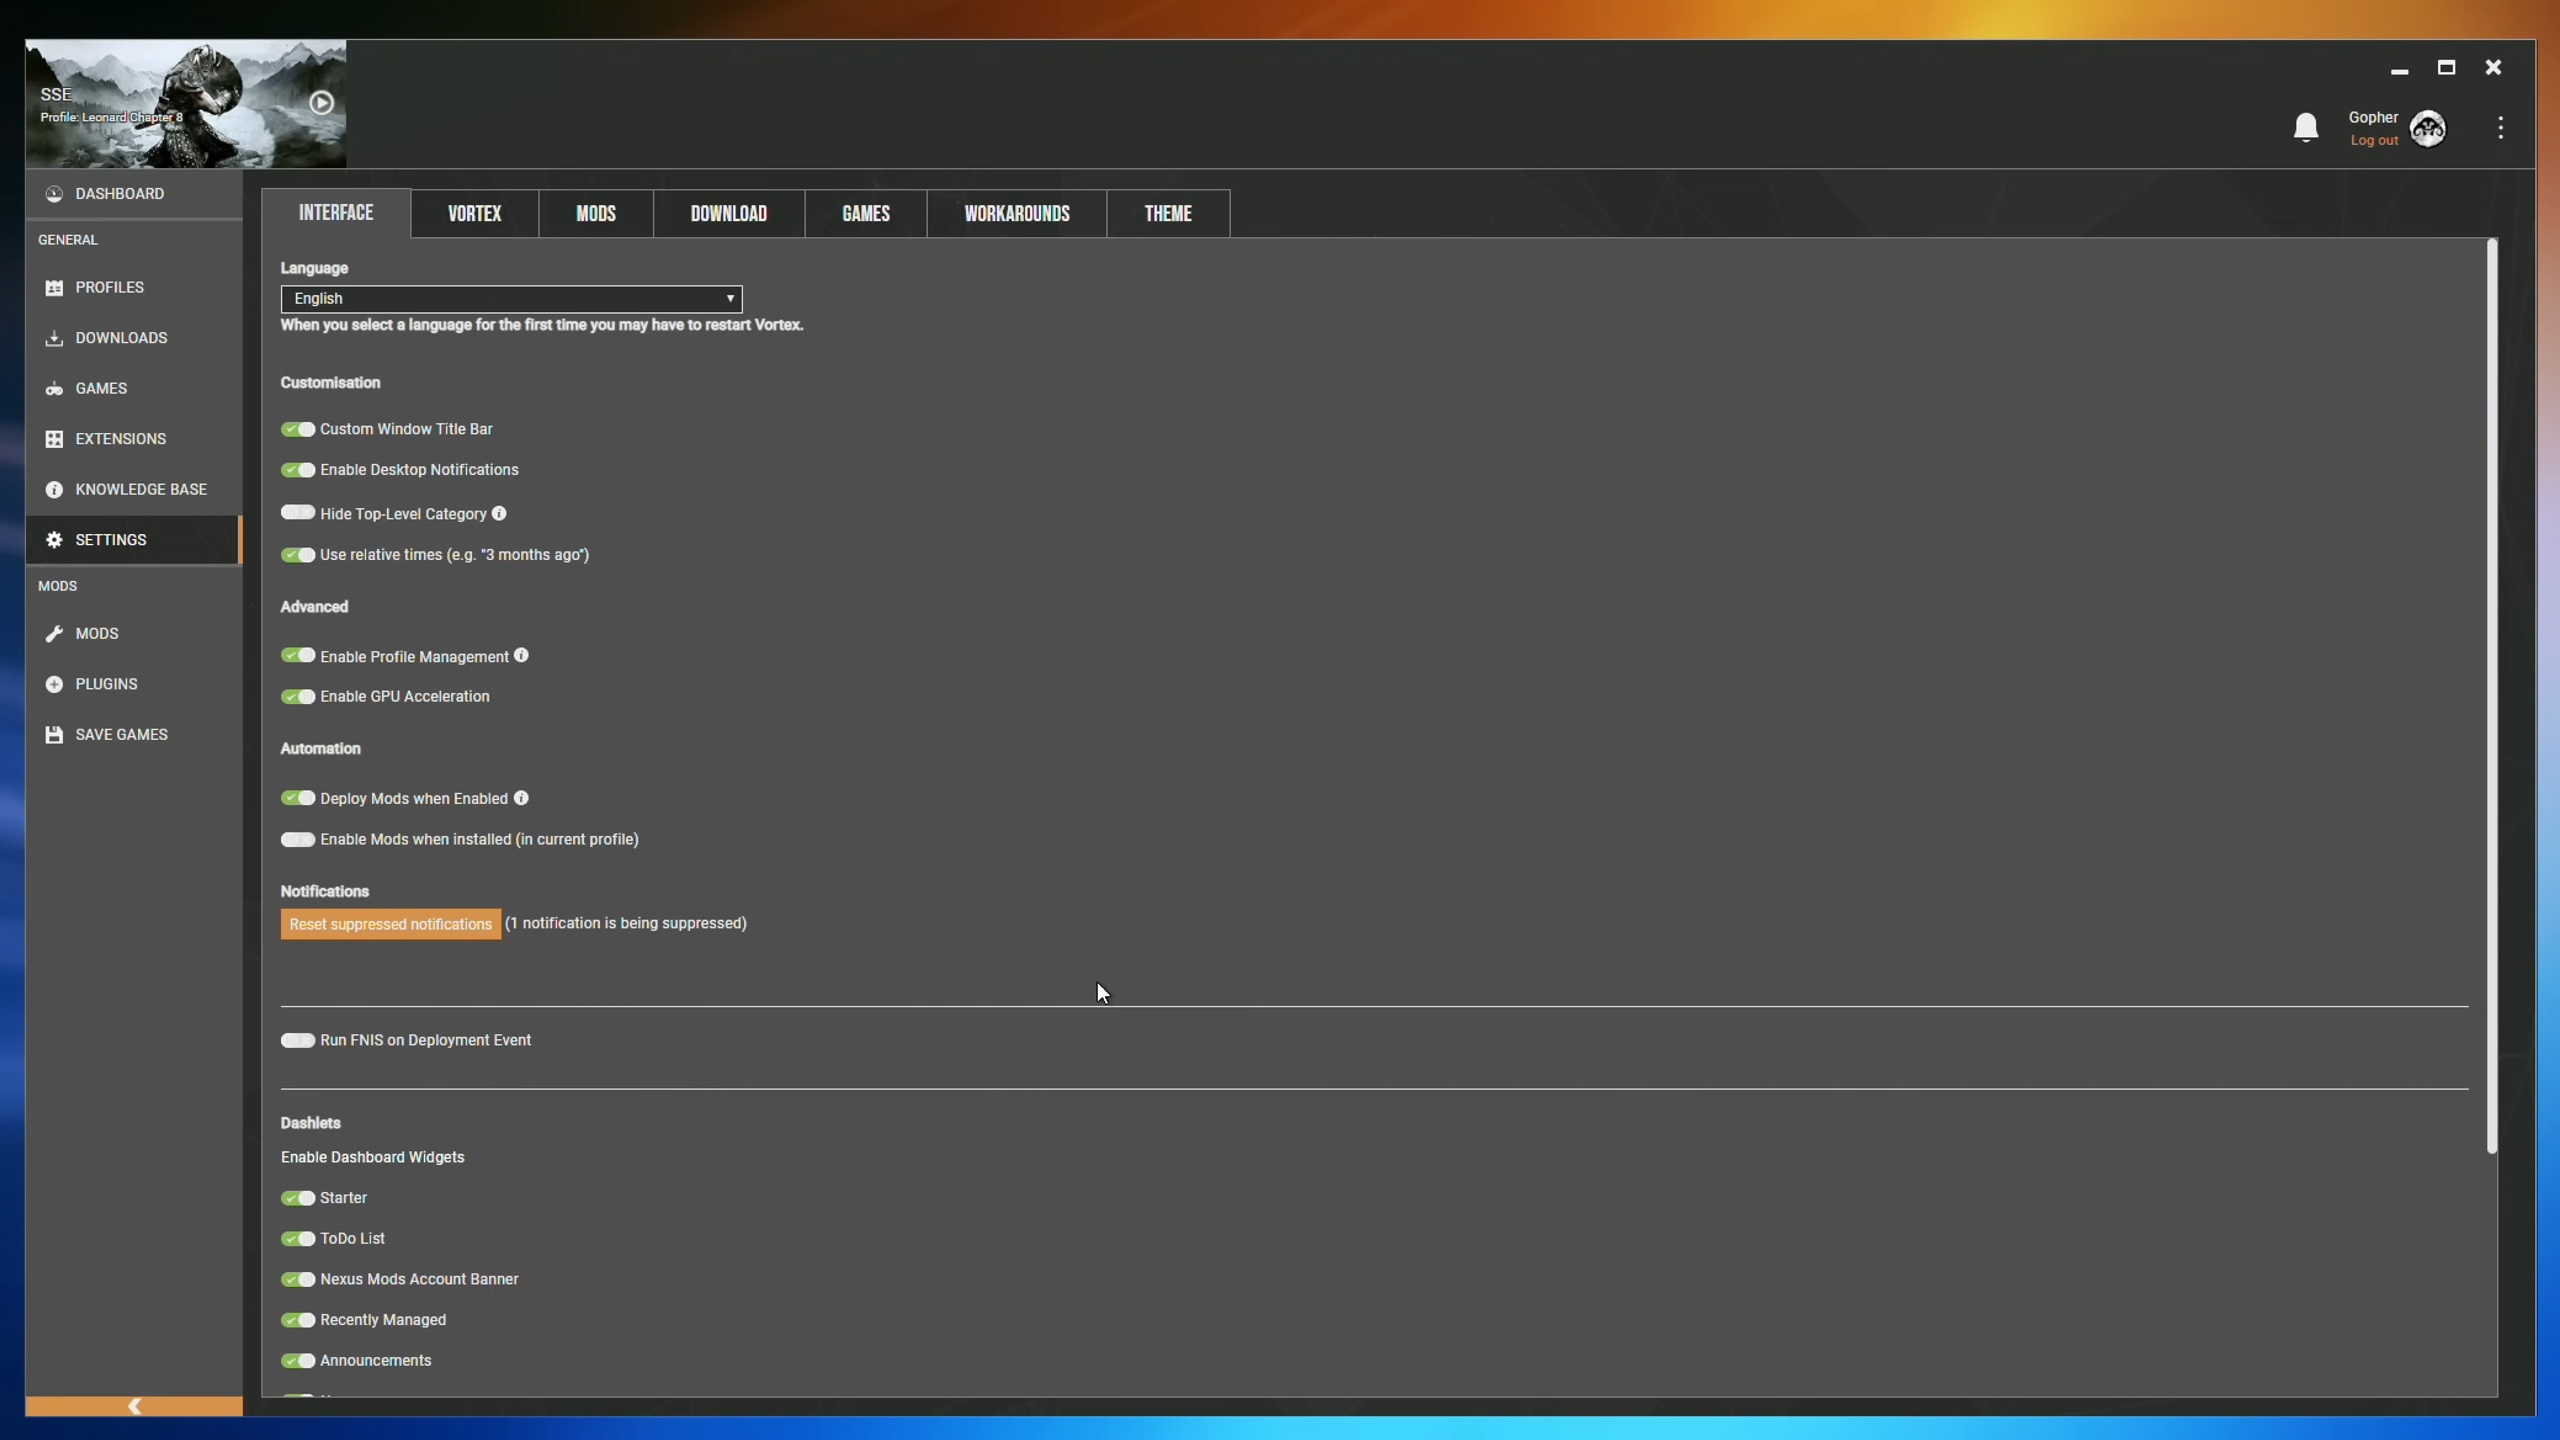 SSE
Profile: Leonard Chapter 8
Gopher
Log out
DASHBOARD
GENERAL
PROFILES
DOWNLOADS
GAMES
EXTENSIONS
KNOWLEDGE BASE
SETTINGS
MODS
MODS
PLUGINS
SAVE GAMES
INTERFACE
VORTEX
MODS
DOWNLOAD
GAMES
WORKAROUNDS
THEME
Language
English
When you select a language for the first time you may have to restart Vortex.
Customisation
Custom Window Title Bar
Enable Desktop Notifications
Hide Top-Level Category
Use relative times (e.g. "3 months ago")
Advanced
Enable Profile Management
Enable GPU Acceleration
Automation
Deploy Mods when Enabled
Enable Mods when installed (in current profile)
Notifications
Reset suppressed notifications (1 notification is being suppressed)
Run FNIS on Deployment Event
Dashlets
Enable Dashboard Widgets
Starter
ToDo List
Nexus Mods Account Banner
Recently Managed
Announcements